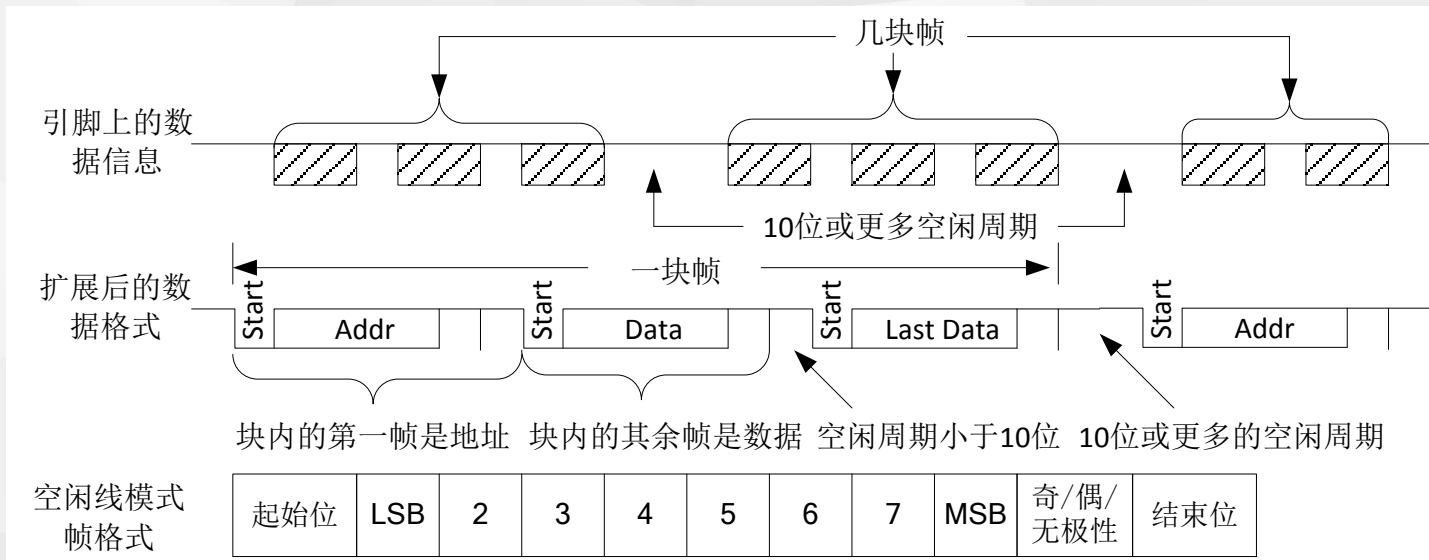 几块帧
引脚上的数
据信息
10位或更多空闲周期
一块帧
扩展后的数
据格式
Start
Addr
Start
Data
Start
Last Data
Start
Addr
块内的第一帧是地址
块内的其余帧是数据
空闲周期小于10位
10位或更多的空闲周期
空闲线模式
帧格式
起始位
LSB
2
3
4
5
6
7
MSB
奇/偶/
无极性
结束位